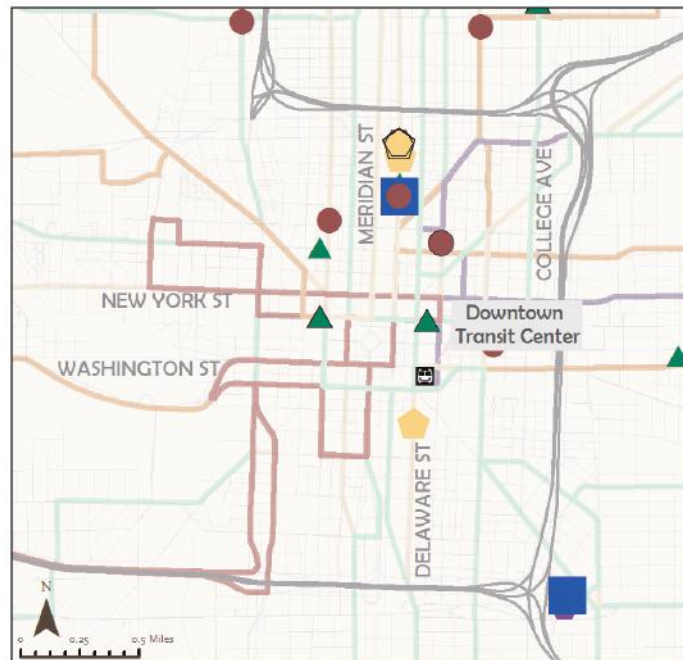 MERIDIAN ST
COLLEGE AVE
NEW YORK ST
Downtown
Transit Center
WASHINGTON ST
DELAWARE ST
N
0 0.25 0.5 Miles